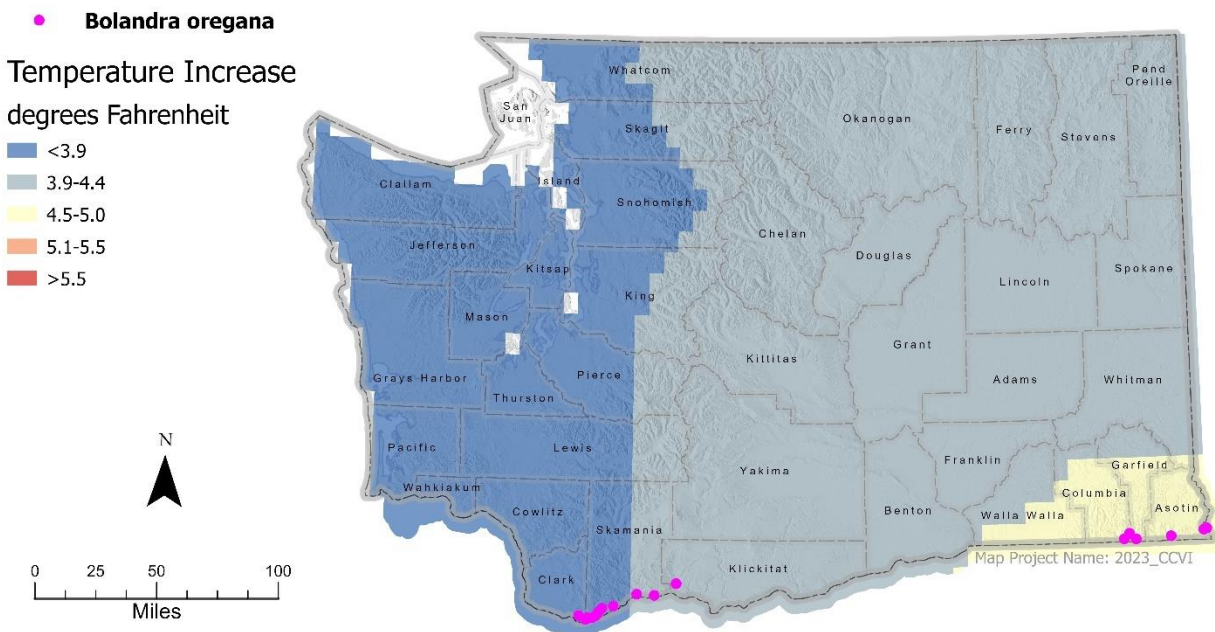 Bolandra oregana
Temperature Increase
degrees Fahrenheit
<3.9
3.9-4.4
4.5-5.0
5.1-5.5
>5.5
N
0 25 50 100
Miles
Whatcom
Pend
Oreille
San
Juan
Okanogan
Ferry
Stevens
Skagit
Clallam
Island
Snohomish
Chelan
Jefferson
Douglas
Kitsap
Lincoln
Spokane
King
Mason
Grant
Kittitas
Grays Harbor
Pierce
Adams
Whitman
Thurston
Pacific
Lewis
Yakima
Franklin
Garfield
Wahkiakum
Columbia
Cowlitz
Benton
Walla Walla
Asotin
Skamania
Map Project Name: 2023_CCVI
Clark
Klickitat